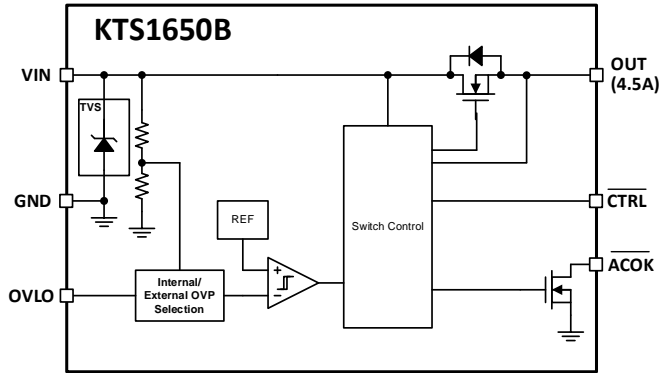 KTS1650B
VIN
OUT
(4.5A)
TVS
GND
REF
Switch Control
CTRL
ACOK
OVLO
Internal/
External OVP
Selection
+
−